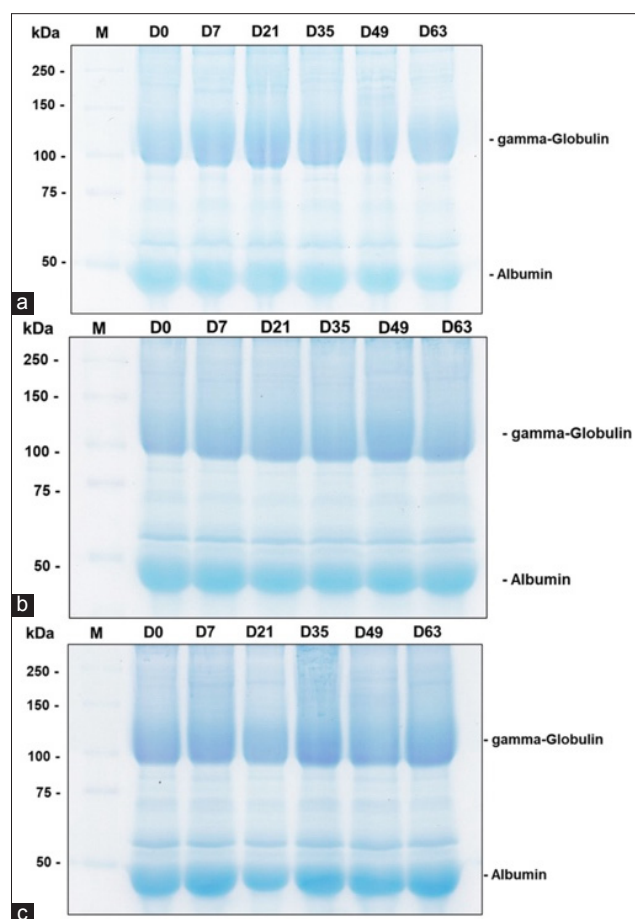 kDa M D0 D7 D21 D35 D49 D63
250 -
150 -
- gamma-Globulin
100 -
75 -
50 -
- Albumin
a
kDa M D0 D7 D21 D35 D49 D63
250 -
150 -
- gamma-Globulin
100 -
75 -
50 -
- Albumin
b
kDa M D0 D7 D21 D35 D49 D63
250 -
150 -
- gamma-Globulin
100 -
75 -
50 -
- Albumin
c